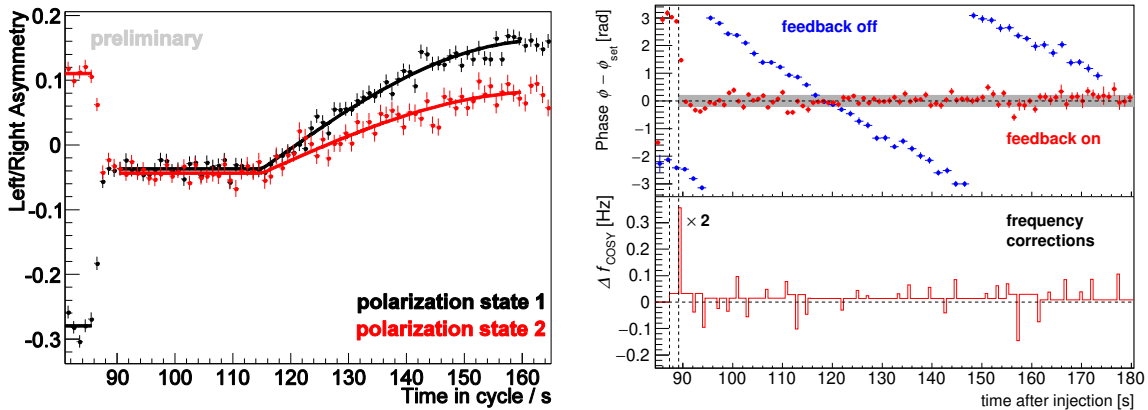 Left/Right Asymmetry
0.2
0.1
0
-0.1
-0.2
-0.3
preliminary
polarization state 1
polarization state 2
90 100 110 120 130 140 150 160
Time in cycle / s
Phase ϕ − ϕset [rad]
3
2
1
0
−1
−2
−3
feedback off
feedback on
Δ fCOSY [Hz]
0.3
0.2
0.1
0
−0.1
−0.2
× 2
frequency
corrections
90 100 110 120 130 140 150 160 170 180
time after injection [s]